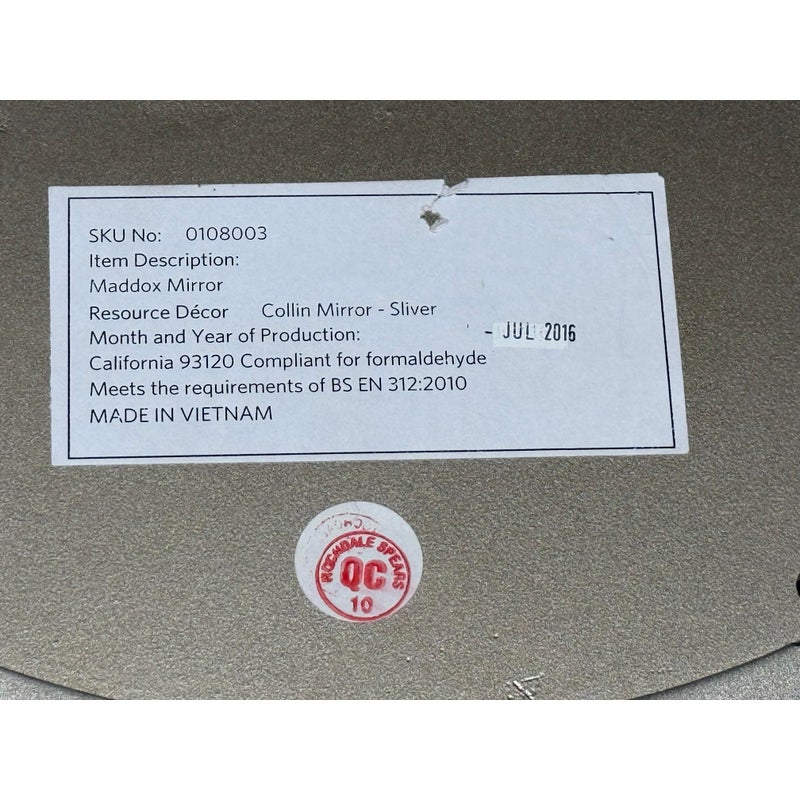 SKU No: 0108003
Item Description:
Maddox Mirror
Resource Décor Collin Mirror - Sliver
Month and Year of Production: - JUL 2016
California 93120 Compliant for formaldehyde
Meets the requirements of BS EN 312:2010
MADE IN VIETNAM
ROCHDALE SPEARS
QC
10